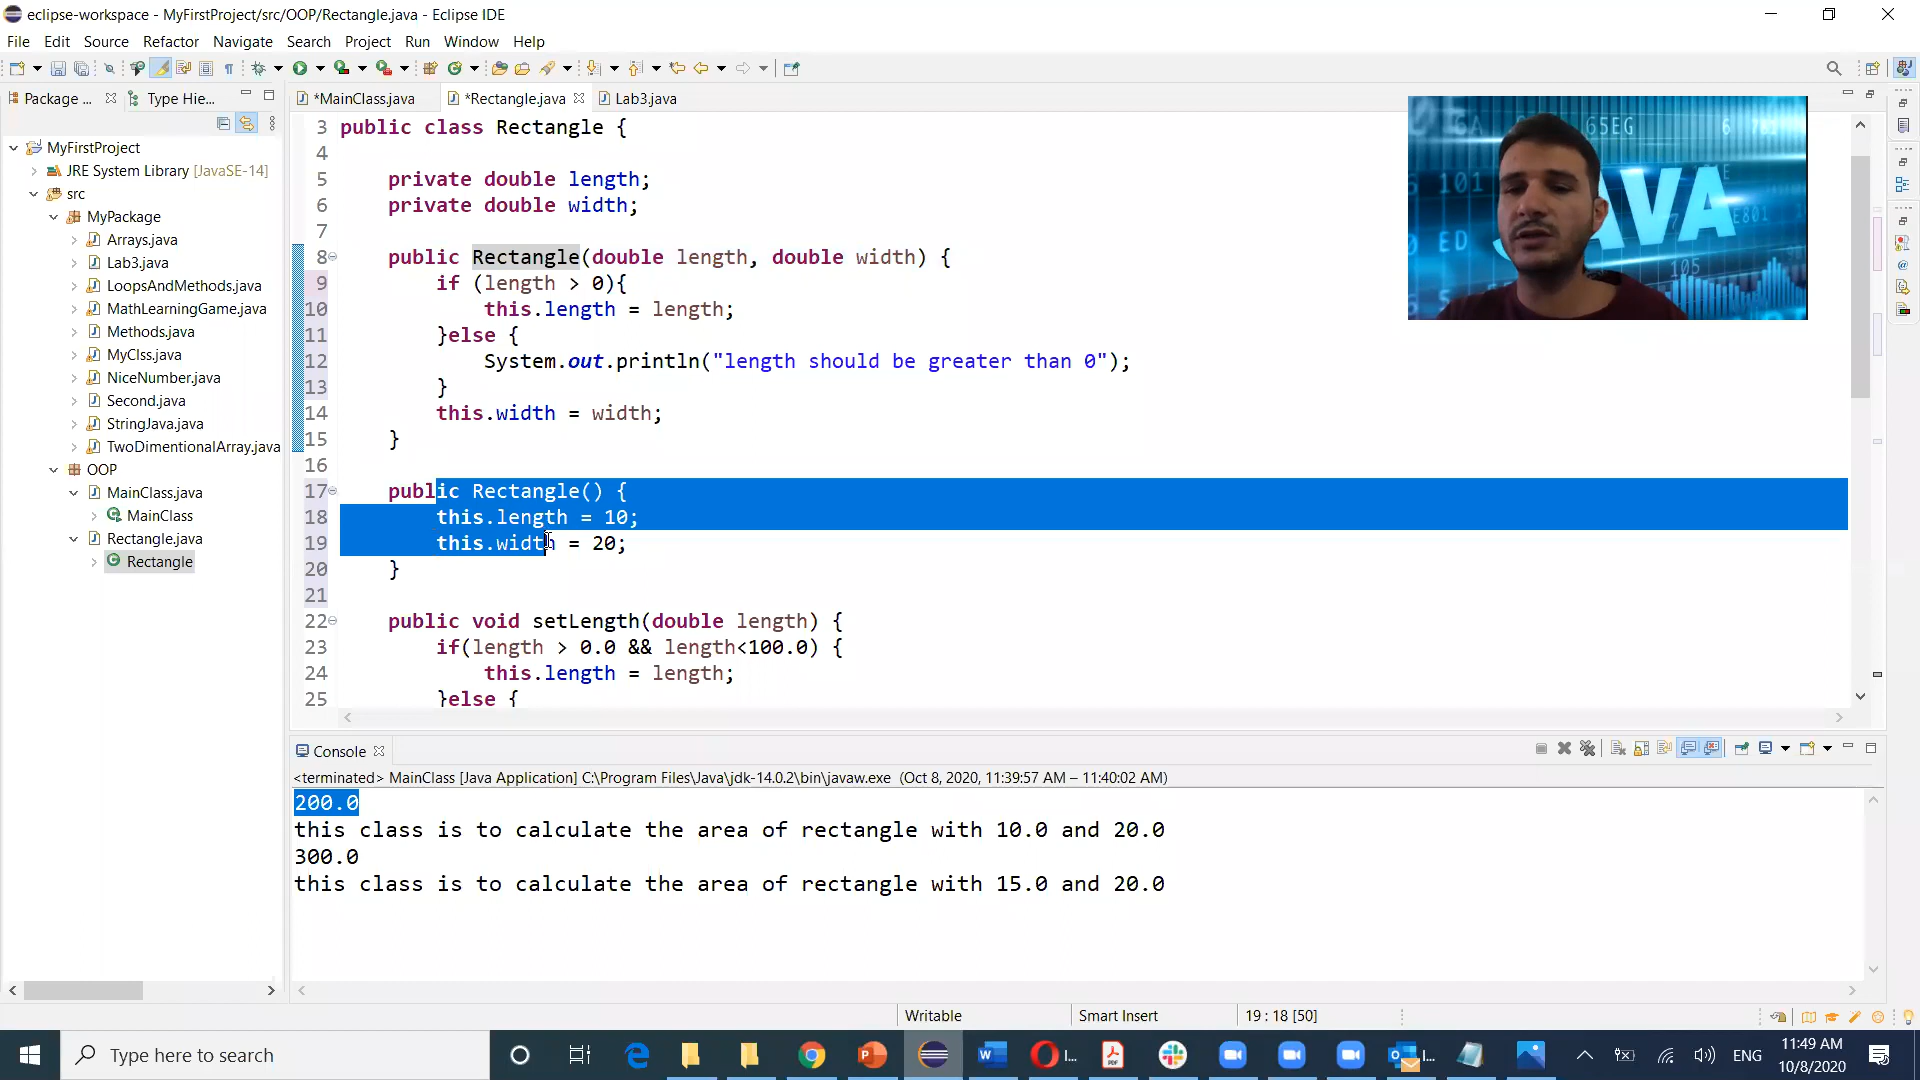 eclipse-workspace - MyFirstProject/src/OOP/Rectangle.java - Eclipse IDE
File Edit Source Refactor Navigate Search Project Run Window Help
Package ... Type Hie...
*MainClass.java *Rectangle.java Lab3.java
MyFirstProject
JRE System Library [JavaSE-14]
src
MyPackage
Arrays.java
Lab3.java
LoopsAndMethods.java
MathLearningGame.java
Methods.java
MyClss.java
NiceNumber.java
Second.java
StringJava.java
TwoDimentionalArray.java
OOP
MainClass.java
MainClass
Rectangle.java
Rectangle
3 public class Rectangle {
4
5 private double length;
6 private double width;
7
8 public Rectangle(double length, double width) {
9 if (length > 0){
10 this.length = length;
11 }else {
12 System.out.println("length should be greater than 0");
13 }
14 this.width = width;
15 }
16
17 public Rectangle() {
18 this.length = 10;
19 this.width = 20;
20 }
21
22 public void setLength(double length) {
23 if(length > 0.0 && length<100.0) {
24 this.length = length;
25 }else {
65EG
101
ED
JAVA
E801
105
Console
<terminated> MainClass [Java Application] C:\Program Files\Java\jdk-14.0.2\bin\javaw.exe (Oct 8, 2020, 11:39:57 AM – 11:40:02 AM)
200.0
this class is to calculate the area of rectangle with 10.0 and 20.0
300.0
this class is to calculate the area of rectangle with 15.0 and 20.0
Writable Smart Insert 19 : 18 [50]
Type here to search
I... I...
ENG
11:49 AM
10/8/2020